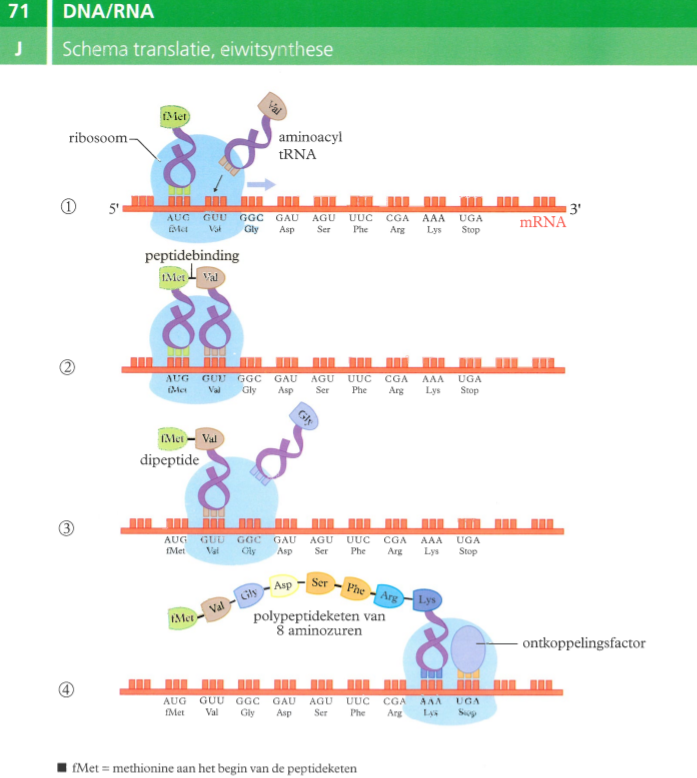 71 DNA/RNA
J Schema translatie, eiwitsynthese
fMet
Val
ribosoom
aminoacyl
tRNA
① 5' 3'
AUG GUU GGC GAU AGU UUC CGA AAA UGA
fMet Val Gly Asp Ser Phe Arg Lys Stop
mRNA
peptidebinding
fMet Val
②
AUG GUU GGC GAU AGU UUC CGA AAA UGA
fMet Val Gly Asp Ser Phe Arg Lys Stop
Gly
fMet Val
dipeptide
③
AUG GUU GGC GAU AGU UUC CGA AAA UGA
fMet Val Gly Asp Ser Phe Arg Lys Stop
fMet Val Gly Asp Ser Phe Arg Lys
polypeptideketen van
8 aminozuren
ontkoppelingsfactor
④
AUG GUU GGC GAU AGU UUC CGA AAA UGA
fMet Val Gly Asp Ser Phe Arg Lys Stop
■ fMet = methionine aan het begin van de peptideketen